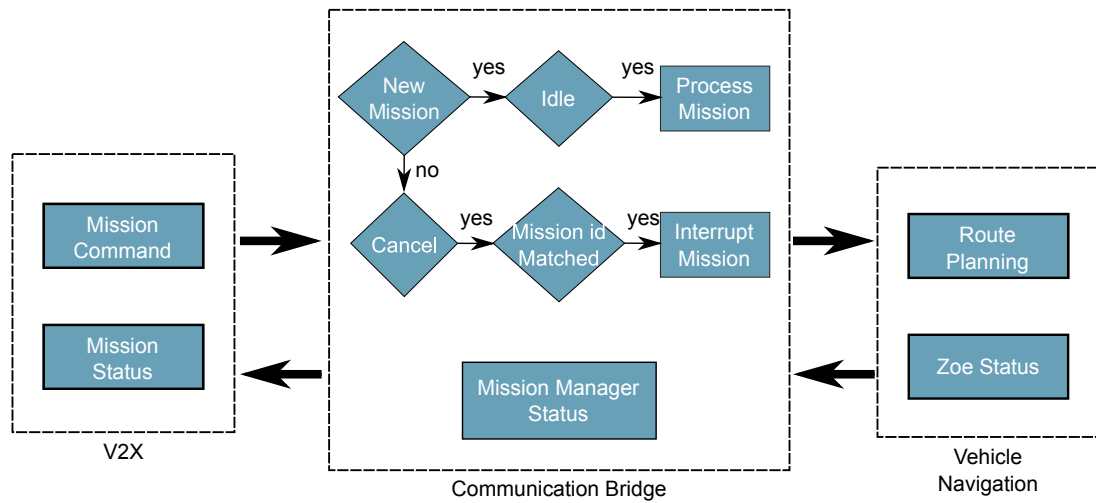 New
Mission
yes
Idle
yes
Process
Mission
no
Cancel
yes
Mission id
Matched
yes
Interrupt
Mission
Mission
Command
Mission
Status
V2X
Mission Manager
Status
Communication Bridge
Route
Planning
Zoe Status
Vehicle
Navigation